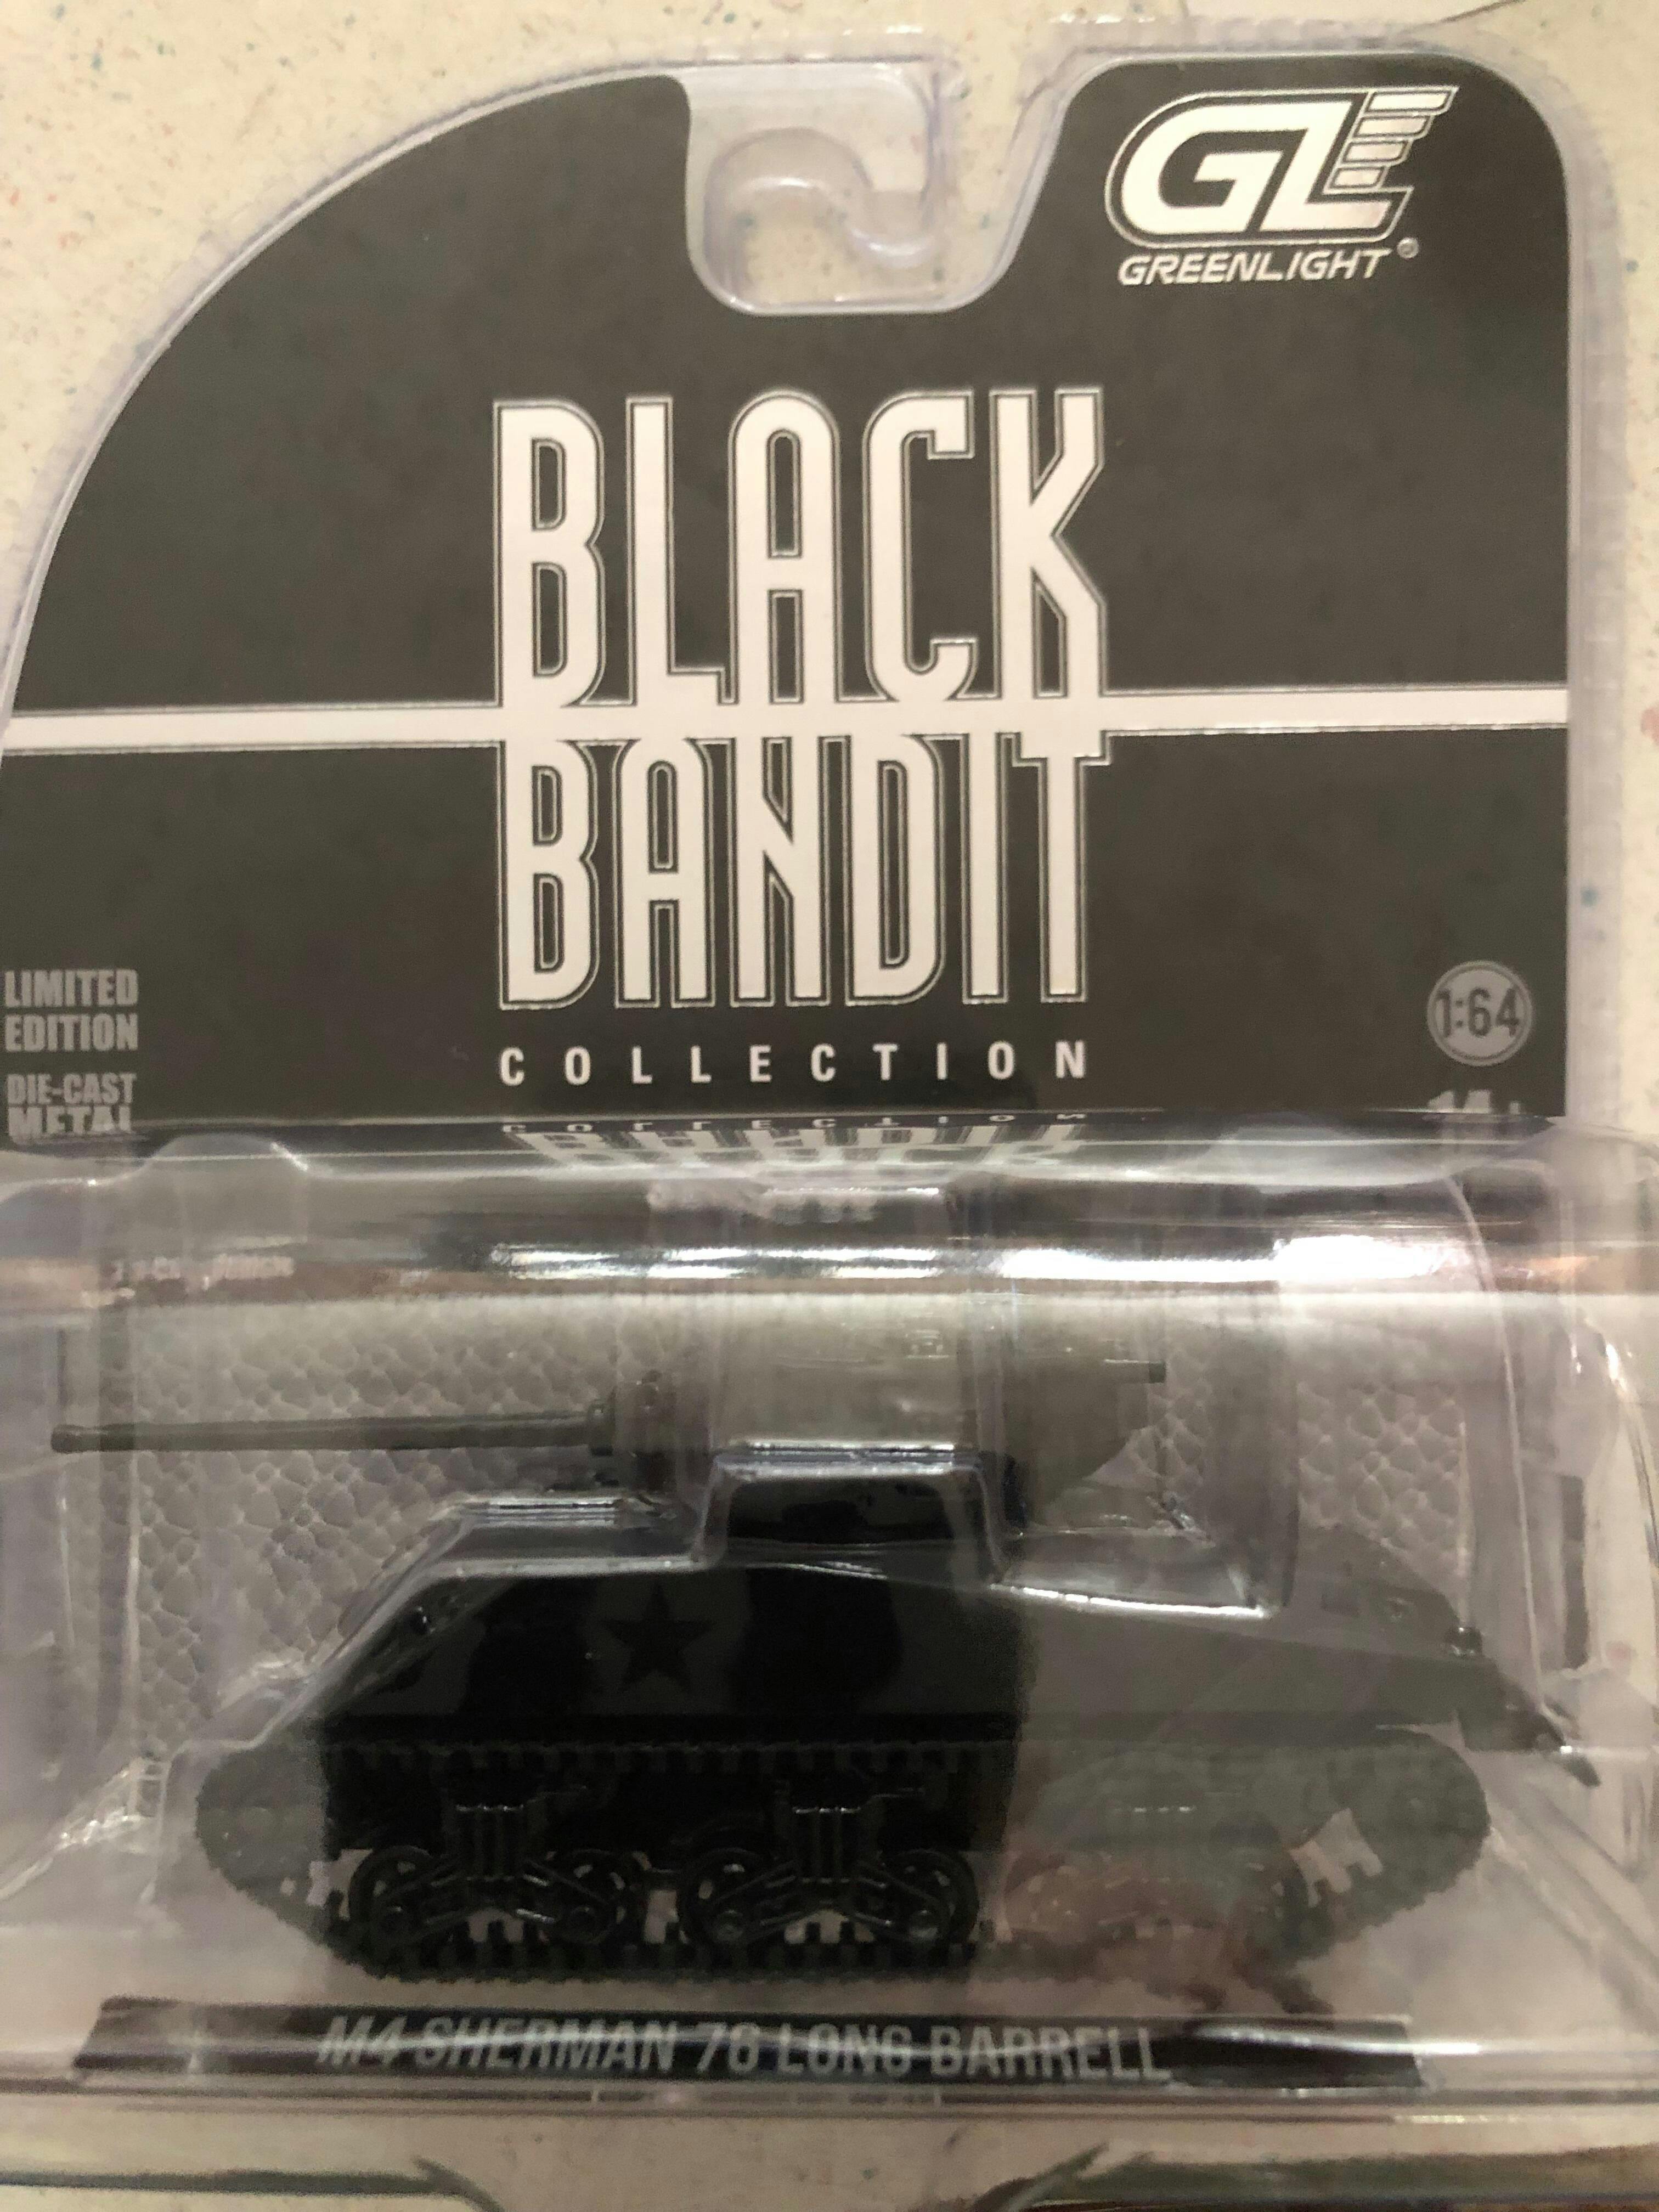 GL
GREENLIGHT®
BLACK
BANDIT
COLLECTION
LIMITED
EDITION
1:64
DIE-CAST
METAL
M4 SHERMAN 76 LONG BARRELL